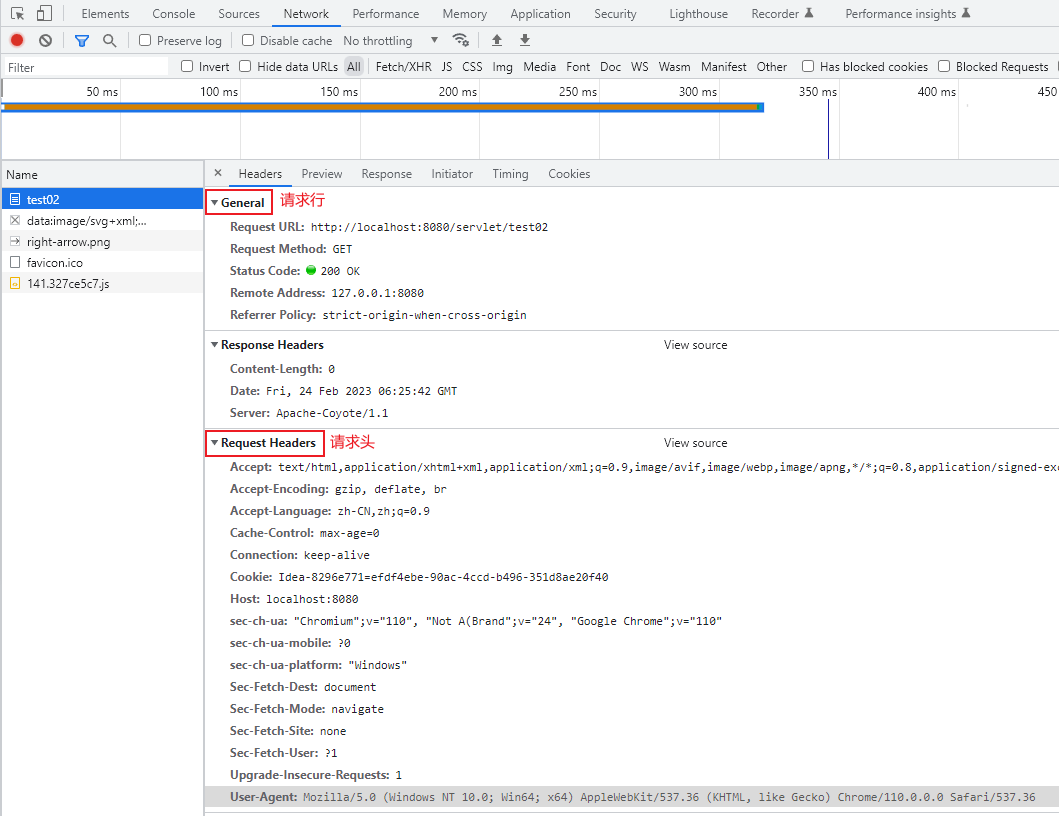 Elements Console Sources Network Performance Memory Application Security Lighthouse Recorder Performance insights
Preserve log Disable cache No throttling
Filter Invert Hide data URLs All Fetch/XHR JS CSS Img Media Font Doc WS Wasm Manifest Other Has blocked cookies Blocked Requests
50 ms 100 ms 150 ms 200 ms 250 ms 300 ms 350 ms 400 ms 450
Name
test02
data:image/svg+xml;...
right-arrow.png
favicon.ico
141.327ce5c7.js
× Headers Preview Response Initiator Timing Cookies
General 请求行
Request URL: http://localhost:8080/servlet/test02
Request Method: GET
Status Code: 200 OK
Remote Address: 127.0.0.1:8080
Referrer Policy: strict-origin-when-cross-origin
Response Headers View source
Content-Length: 0
Date: Fri, 24 Feb 2023 06:25:42 GMT
Server: Apache-Coyote/1.1
Request Headers 请求头 View source
Accept: text/html,application/xhtml+xml,application/xml;q=0.9,image/avif,image/webp,image/apng,*/*;q=0.8,application/signed-exc
Accept-Encoding: gzip, deflate, br
Accept-Language: zh-CN,zh;q=0.9
Cache-Control: max-age=0
Connection: keep-alive
Cookie: Idea-8296e771=efdf4ebe-90ac-4ccd-b496-351d8ae20f40
Host: localhost:8080
sec-ch-ua: "Chromium";v="110", "Not A(Brand";v="24", "Google Chrome";v="110"
sec-ch-ua-mobile: ?0
sec-ch-ua-platform: "Windows"
Sec-Fetch-Dest: document
Sec-Fetch-Mode: navigate
Sec-Fetch-Site: none
Sec-Fetch-User: ?1
Upgrade-Insecure-Requests: 1
User-Agent: Mozilla/5.0 (Windows NT 10.0; Win64; x64) AppleWebKit/537.36 (KHTML, like Gecko) Chrome/110.0.0.0 Safari/537.36